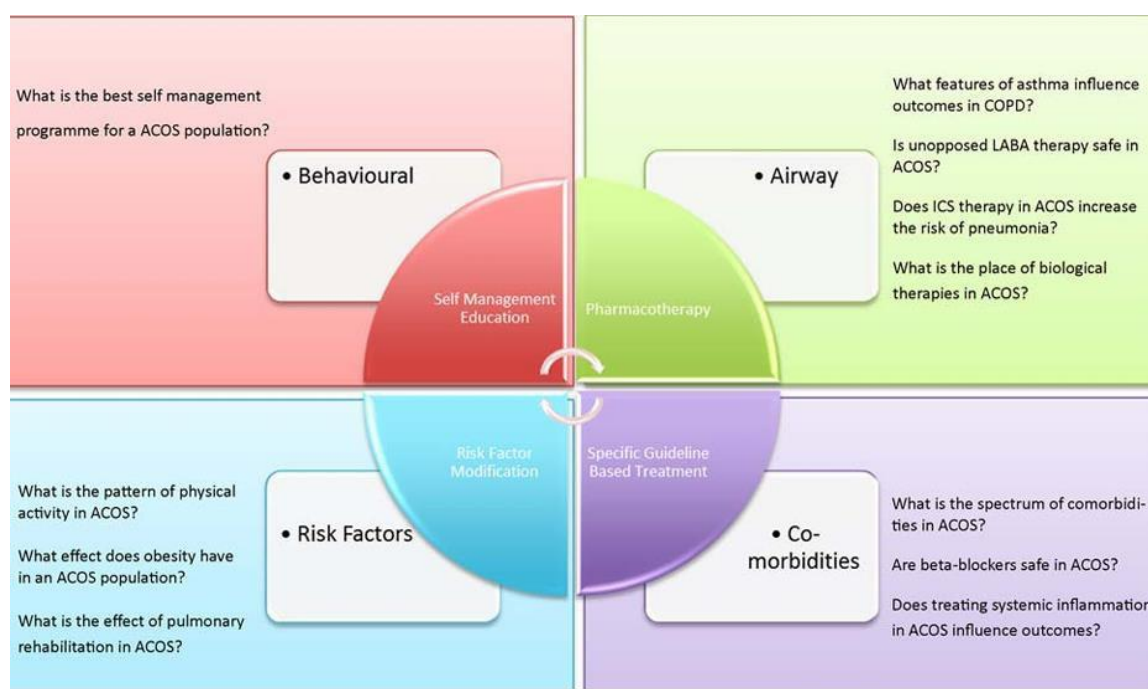 What is the best self management
programme for a ACOS population?
• Behavioural
Self Management
Education
What features of asthma influence
outcomes in COPD?
Is unopposed LABA therapy safe in
ACOS?
Does ICS therapy in ACOS increase
the risk of pneumonia?
What is the place of biological
therapies in ACOS?
• Airway
Pharmacotherapy
What is the pattern of physical
activity in ACOS?
What effect does obesity have
in an ACOS population?
What is the effect of pulmonary
rehabilitation in ACOS?
• Risk Factors
Risk Factor
Modification
Specific Guideline
Based Treatment
• Co-
morbidities
What is the spectrum of comorbidi-
ties in ACOS?
Are beta-blockers safe in ACOS?
Does treating systemic inflammation
in ACOS influence outcomes?